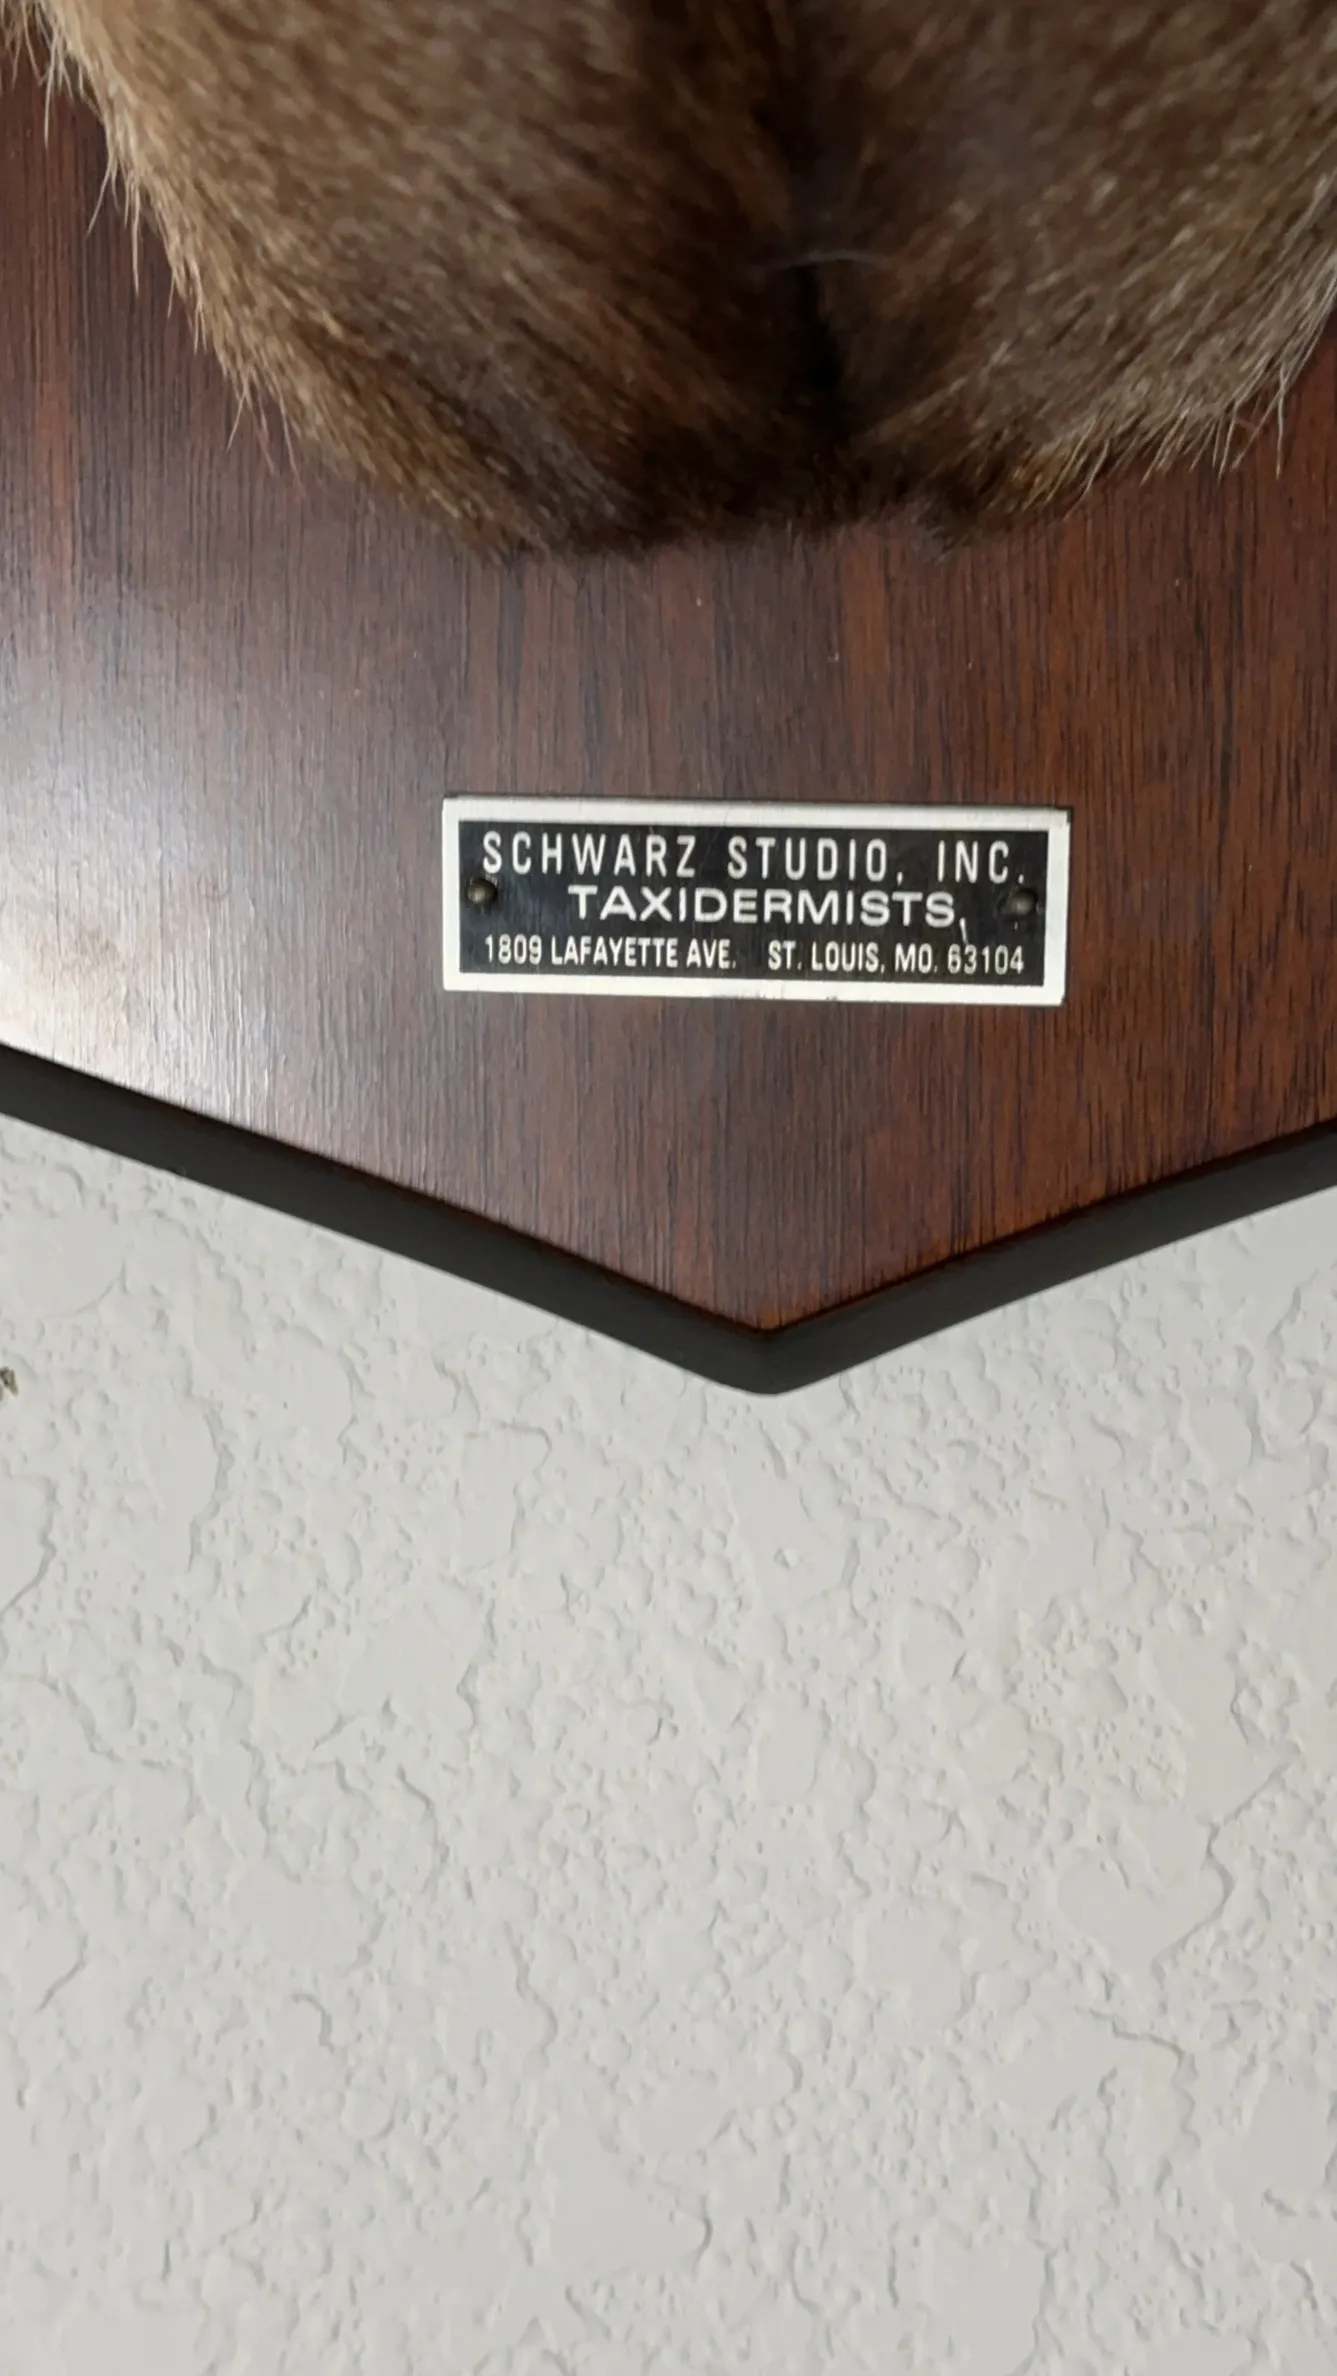 SCHWARZ STUDIO, INC.
TAXIDERMISTS,
1809 LAFAYETTE AVE. ST. LOUIS, MO. 63104